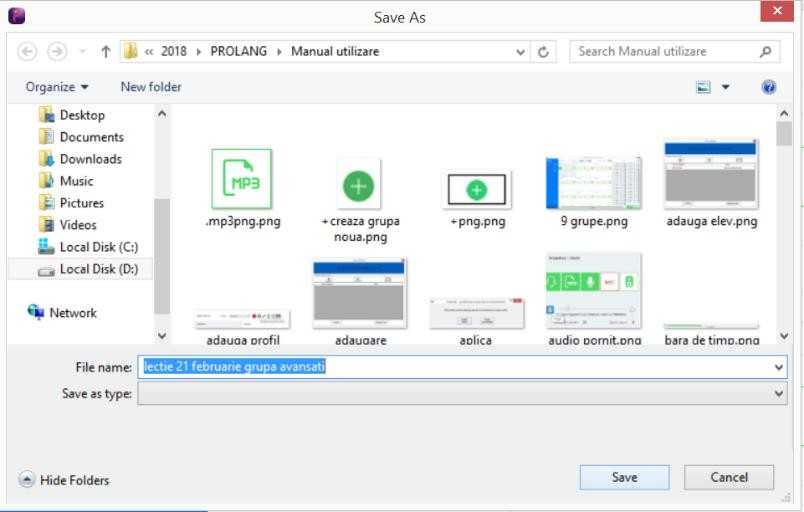 Save As
« 2018 › PROLANG › Manual utilizare
Search Manual utilizare
Organize
New folder
Desktop
Documents
Downloads
Music
Pictures
Videos
Local Disk (C:)
Local Disk (D:)
Network
MP3
.mp3png.png
+creaza grupa
noua.png
+png.png
9 grupe.png
adauga elev.png
REC
adauga profil
adaugare
aplica
audio pornit.png
bara de timp.png
File name:
lectie 21 februarie grupa avansati
Save as type:
Hide Folders
Save
Cancel